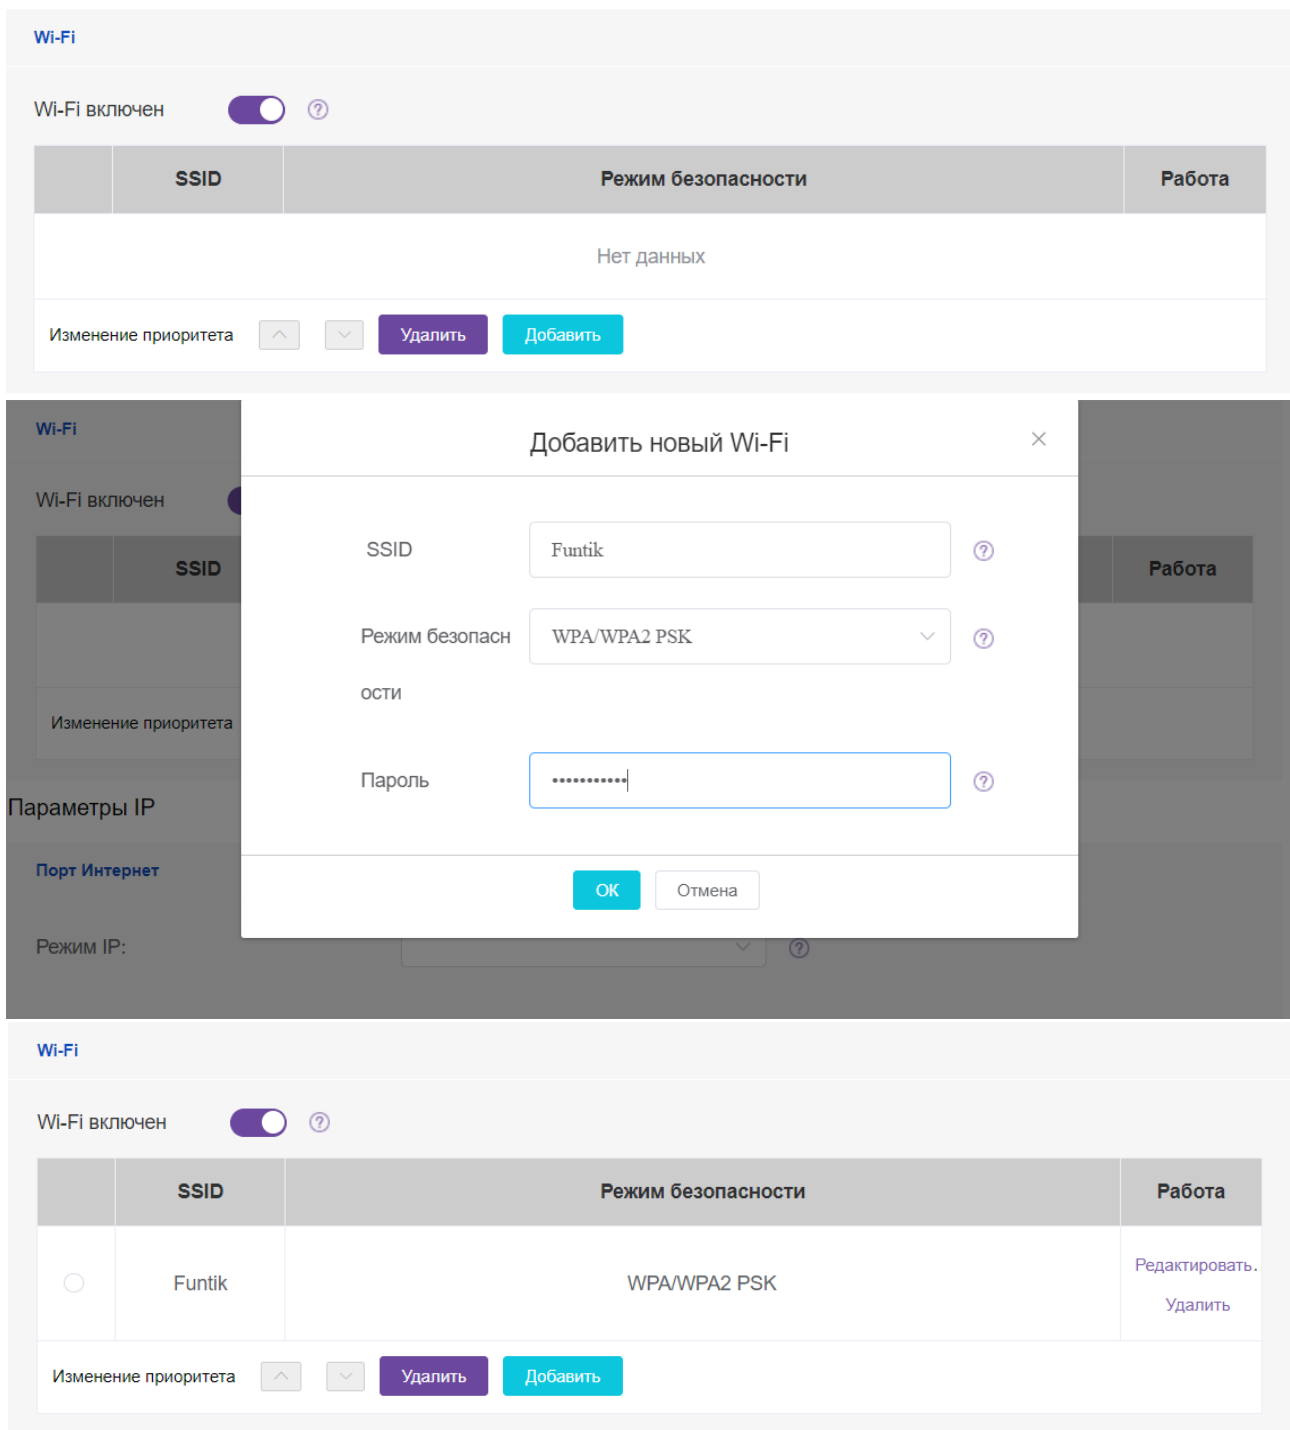 Wi-Fi
Wi-Fi включен
SSID Режим безопасности Работа
Нет данных
Изменение приоритета Удалить Добавить
Wi-Fi
Добавить новый Wi-Fi
Wi-Fi включен
SSID Funtik
SSID Работа
Режим безопасн WPA/WPA2 PSK
ости
Изменение приоритета
Пароль •••••••••••
Параметры IP
Порт Интернет
ОК Отмена
Режим IP:
Wi-Fi
Wi-Fi включен
SSID Режим безопасности Работа
Funtik WPA/WPA2 PSK Редактировать.
Удалить
Изменение приоритета Удалить Добавить